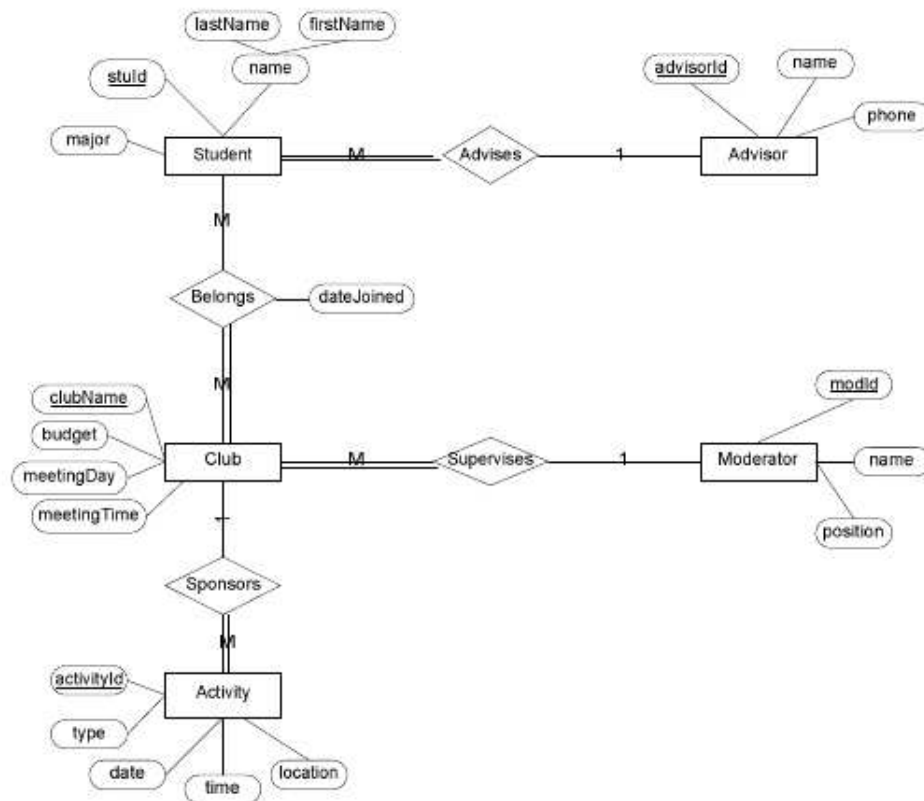 lastName firstName
name
stuId
major
Student
M
Advises
1
advisorId
name
phone
Advisor
M
Belongs
dateJoined
M
clubName
budget
meetingDay
meetingTime
Club
M
Supervises
1
modId
Moderator
name
position
1
Sponsors
M
activityId
type
Activity
date
time
location